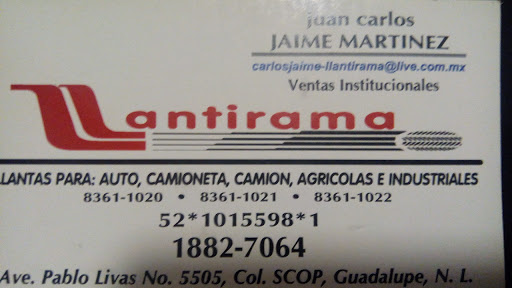 juan carlos
JAIME MARTINEZ
carlosjaime-llantirama@live.com.mx
Ventas Institucionales
Llantirama
LLANTAS PARA: AUTO, CAMIONETA, CAMION, AGRICOLAS E INDUSTRIALES
8361-1020 • 8361-1021 • 8361-1022
52*1015598*1
1882-7064
Ave. Pablo Livas No. 5505, Col. SCOP, Guadalupe, N. L.